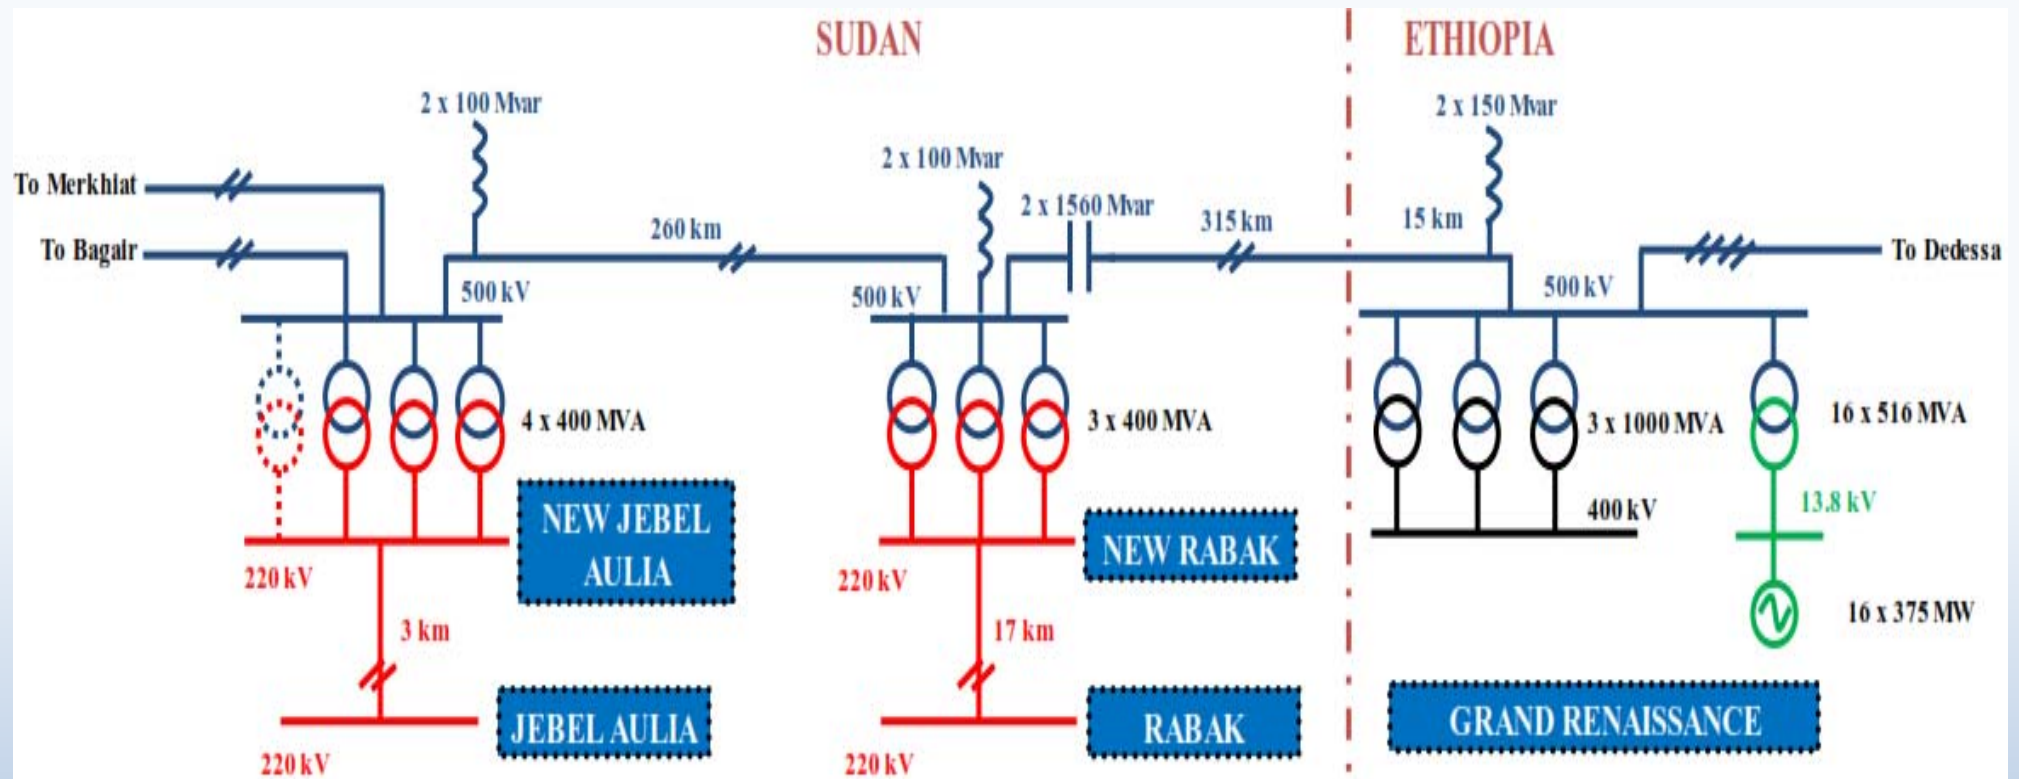 SUDAN
ETHIOPIA
2 x 100 Mvar
2 x 150 Mvar
2 x 100 Mvar
To Merkhiat
2 x 1560 Mvar
260 km
315 km
15 km
To Bagair
To Dedessa
500 kV
500 kV
500 kV
4 x 400 MVA
3 x 400 MVA
3 x 1000 MVA
16 x 516 MVA
13.8 kV
400 kV
NEW JEBEL
AULIA
NEW RABAK
220 kV
220 kV
16 x 375 MW
3 km
17 km
JEBEL AULIA
RABAK
GRAND RENAISSANCE
220 kV
220 kV